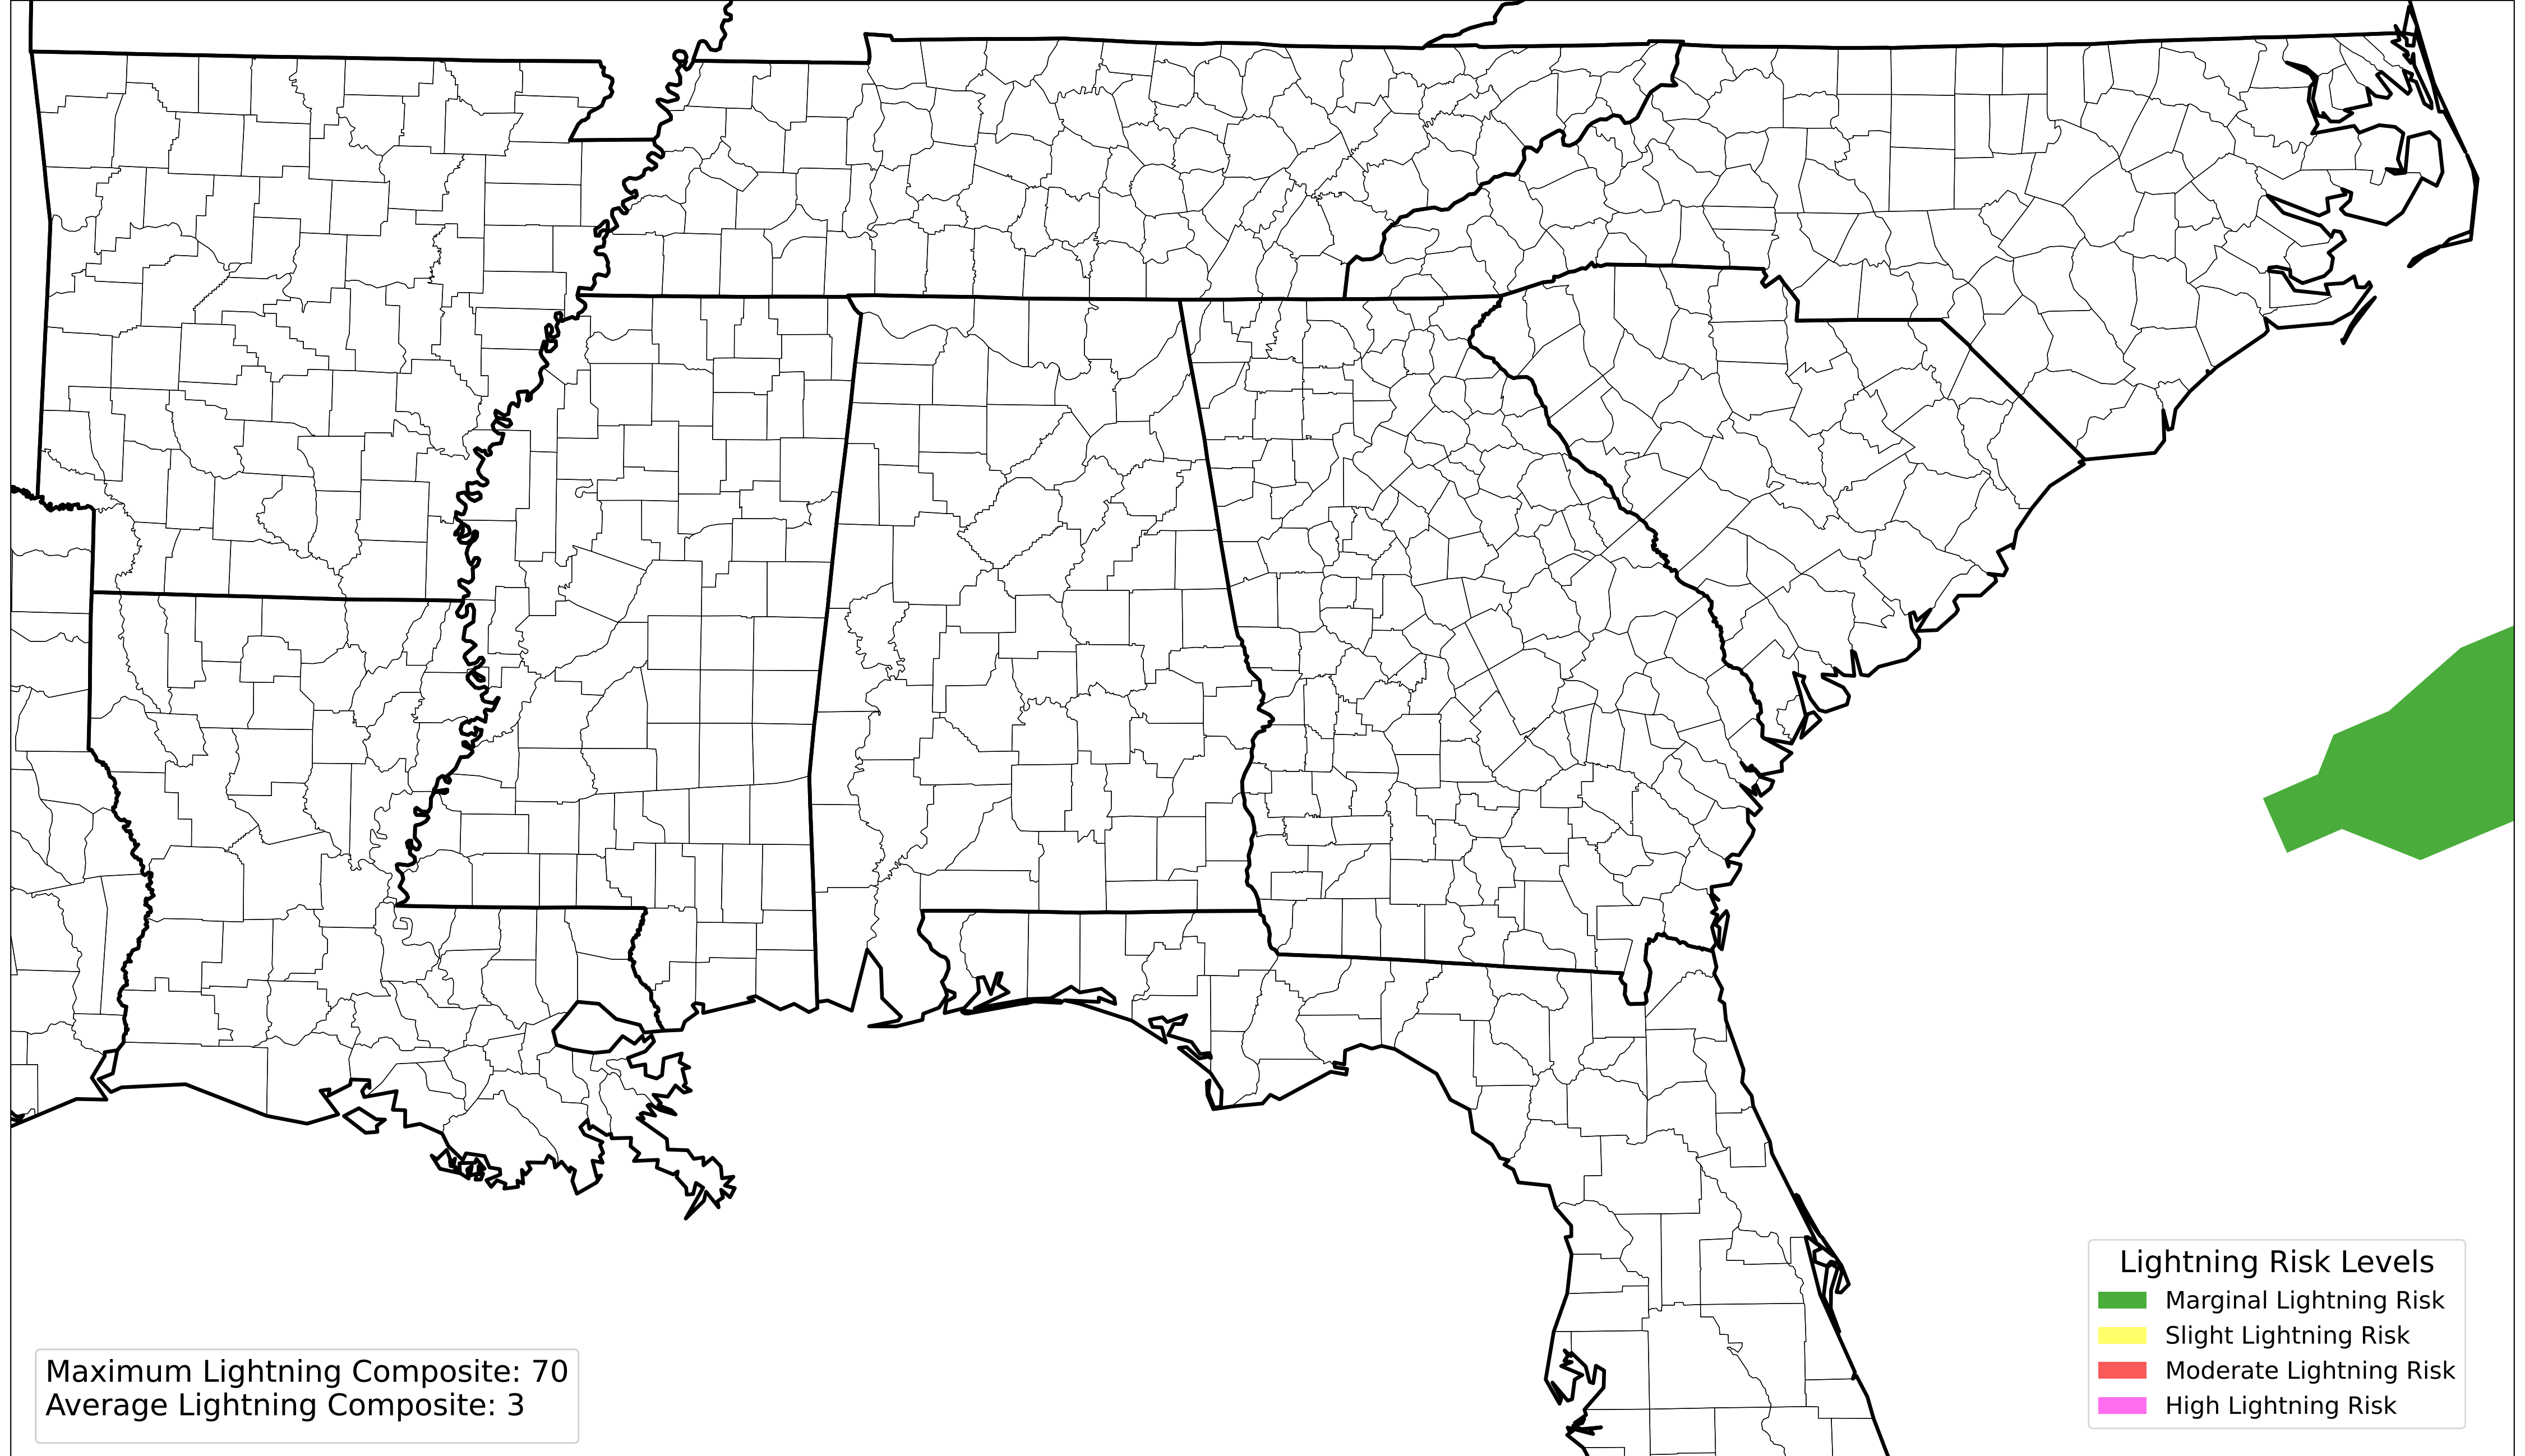 Maximum Lightning Composite: 70
Average Lightning Composite: 3
Lightning Risk Levels
Marginal Lightning Risk
Slight Lightning Risk
Moderate Lightning Risk
High Lightning Risk